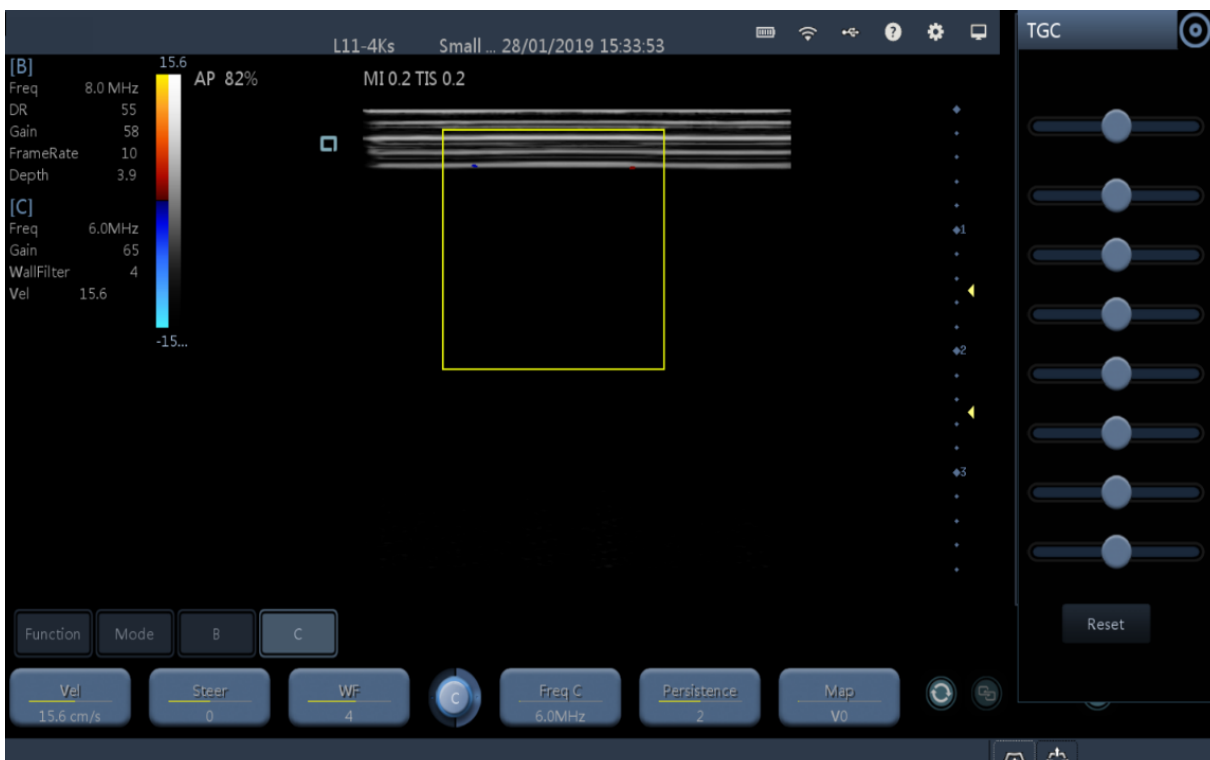 L11-4Ks Small ... 28/01/2019 15:33:53
TGC
[B]
Freq 8.0 MHz
DR 55
Gain 58
FrameRate 10
Depth 3.9
[C]
Freq 6.0MHz
Gain 65
WallFilter 4
Vel 15.6
15.6
-15...
AP 82%
MI 0.2 TIS 0.2
1
2
3
Reset
Function Mode B C
Vel
15.6 cm/s
Steer
0
WF
4
C
Freq C
6.0MHz
Persistence
2
Map
V0